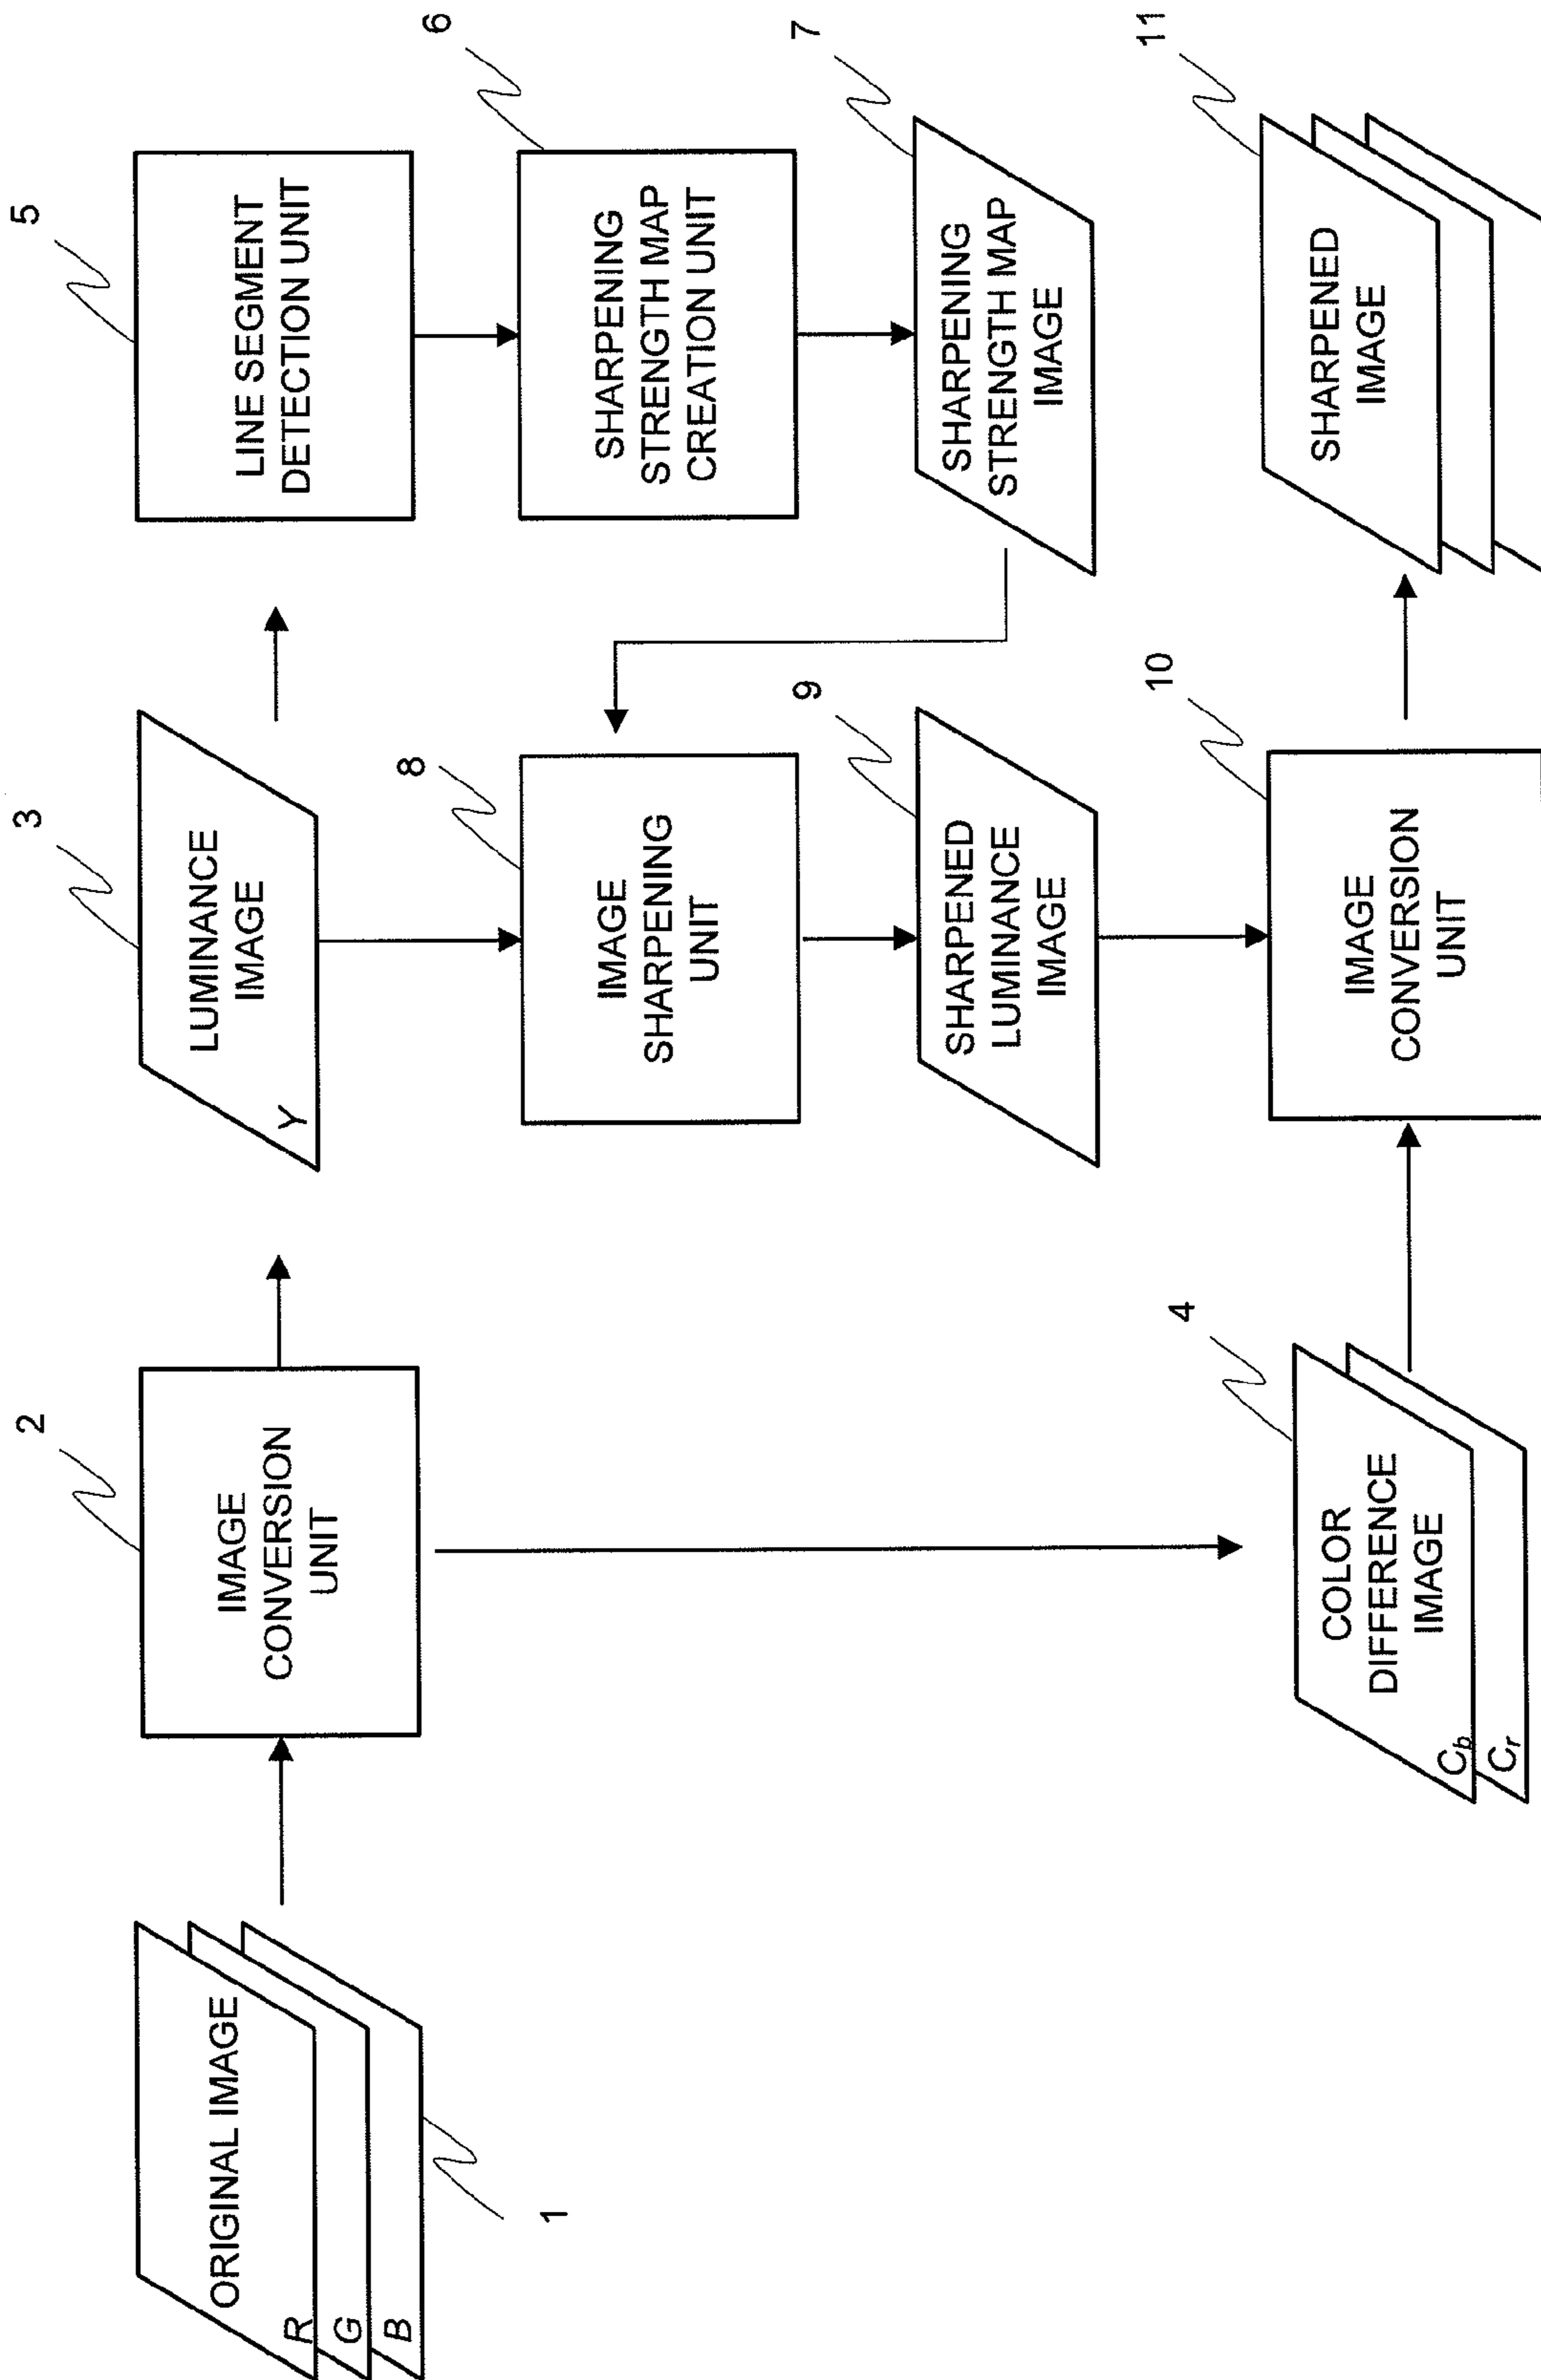 1
ORIGINAL IMAGE
R
G
B
2
IMAGE
CONVERSION
UNIT
3
LUMINANCE
IMAGE
Y
4
COLOR
DIFFERENCE
IMAGE
Cb
Cr
5
LINE SEGMENT
DETECTION UNIT
6
SHARPENING
STRENGTH MAP
CREATION UNIT
7
SHARPENING
STRENGTH MAP
IMAGE
8
IMAGE
SHARPENING
UNIT
9
SHARPENED
LUMINANCE
IMAGE
10
IMAGE
CONVERSION
UNIT
11
SHARPENED
IMAGE